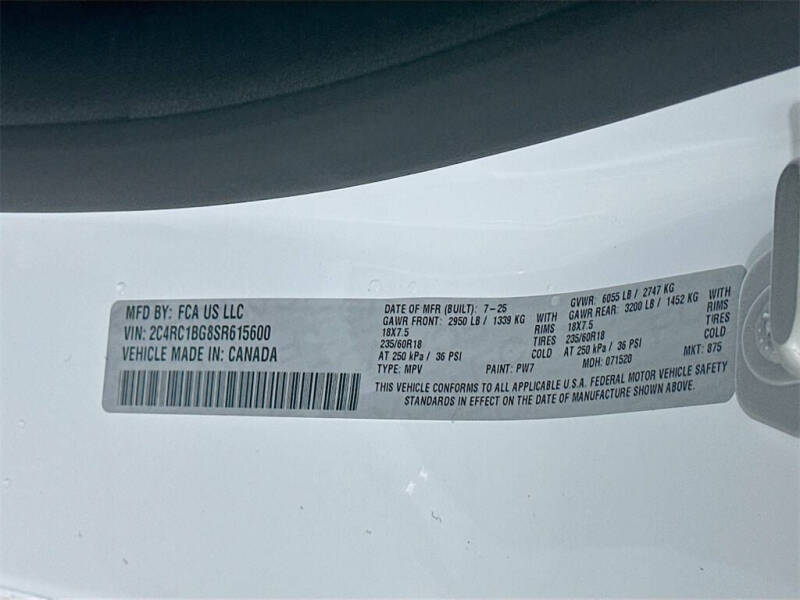 MFD BY: FCA US LLC
VIN: 2C4RC1BG8SR615600
VEHICLE MADE IN: CANADA
DATE OF MFR (BUILT): 7-25
GAWR FRONT: 2950 LB / 1339 KG WITH
18X7.5 RIMS
235/60R18 TIRES
AT 250 kPa / 36 PSI COLD
TYPE: MPV PAINT: PW7
GVWR: 6055 LB / 2747 KG
GAWR REAR: 3200 LB / 1452 KG WITH
18X7.5 RIMS
235/60R18 TIRES
AT 250 kPa / 36 PSI COLD
MDH: 071520 MKT: 875
THIS VEHICLE CONFORMS TO ALL APPLICABLE U.S.A. FEDERAL MOTOR VEHICLE SAFETY
STANDARDS IN EFFECT ON THE DATE OF MANUFACTURE SHOWN ABOVE.